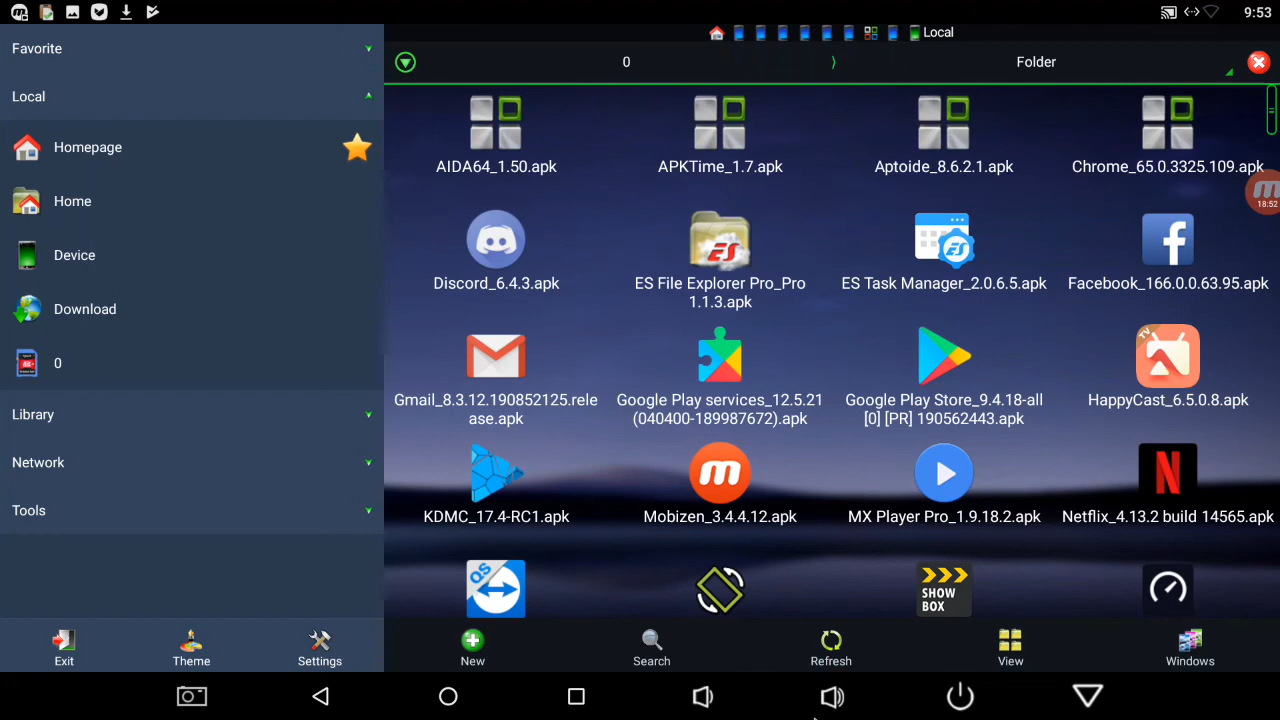 9:53
Favorite
Local
Homepage
Home
Device
Download
0
Library
Network
Tools
Exit
Theme
Settings
Local
0
Folder
AIDA64_1.50.apk
APKTime_1.7.apk
Aptoide_8.6.2.1.apk
Chrome_65.0.3325.109.apk
18:52
Discord_6.4.3.apk
ES File Explorer Pro_Pro
1.1.3.apk
ES Task Manager_2.0.6.5.apk
Facebook_166.0.0.63.95.apk
Gmail_8.3.12.190852125.rele
ase.apk
Google Play services_12.5.21
(040400-189987672).apk
Google Play Store_9.4.18-all
[0] [PR] 190562443.apk
TV
HappyCast_6.5.0.8.apk
KDMC_17.4-RC1.apk
Mobizen_3.4.4.12.apk
MX Player Pro_1.9.18.2.apk
Netflix_4.13.2 build 14565.apk
QS
SHOW
BOX
New
Search
Refresh
View
Windows